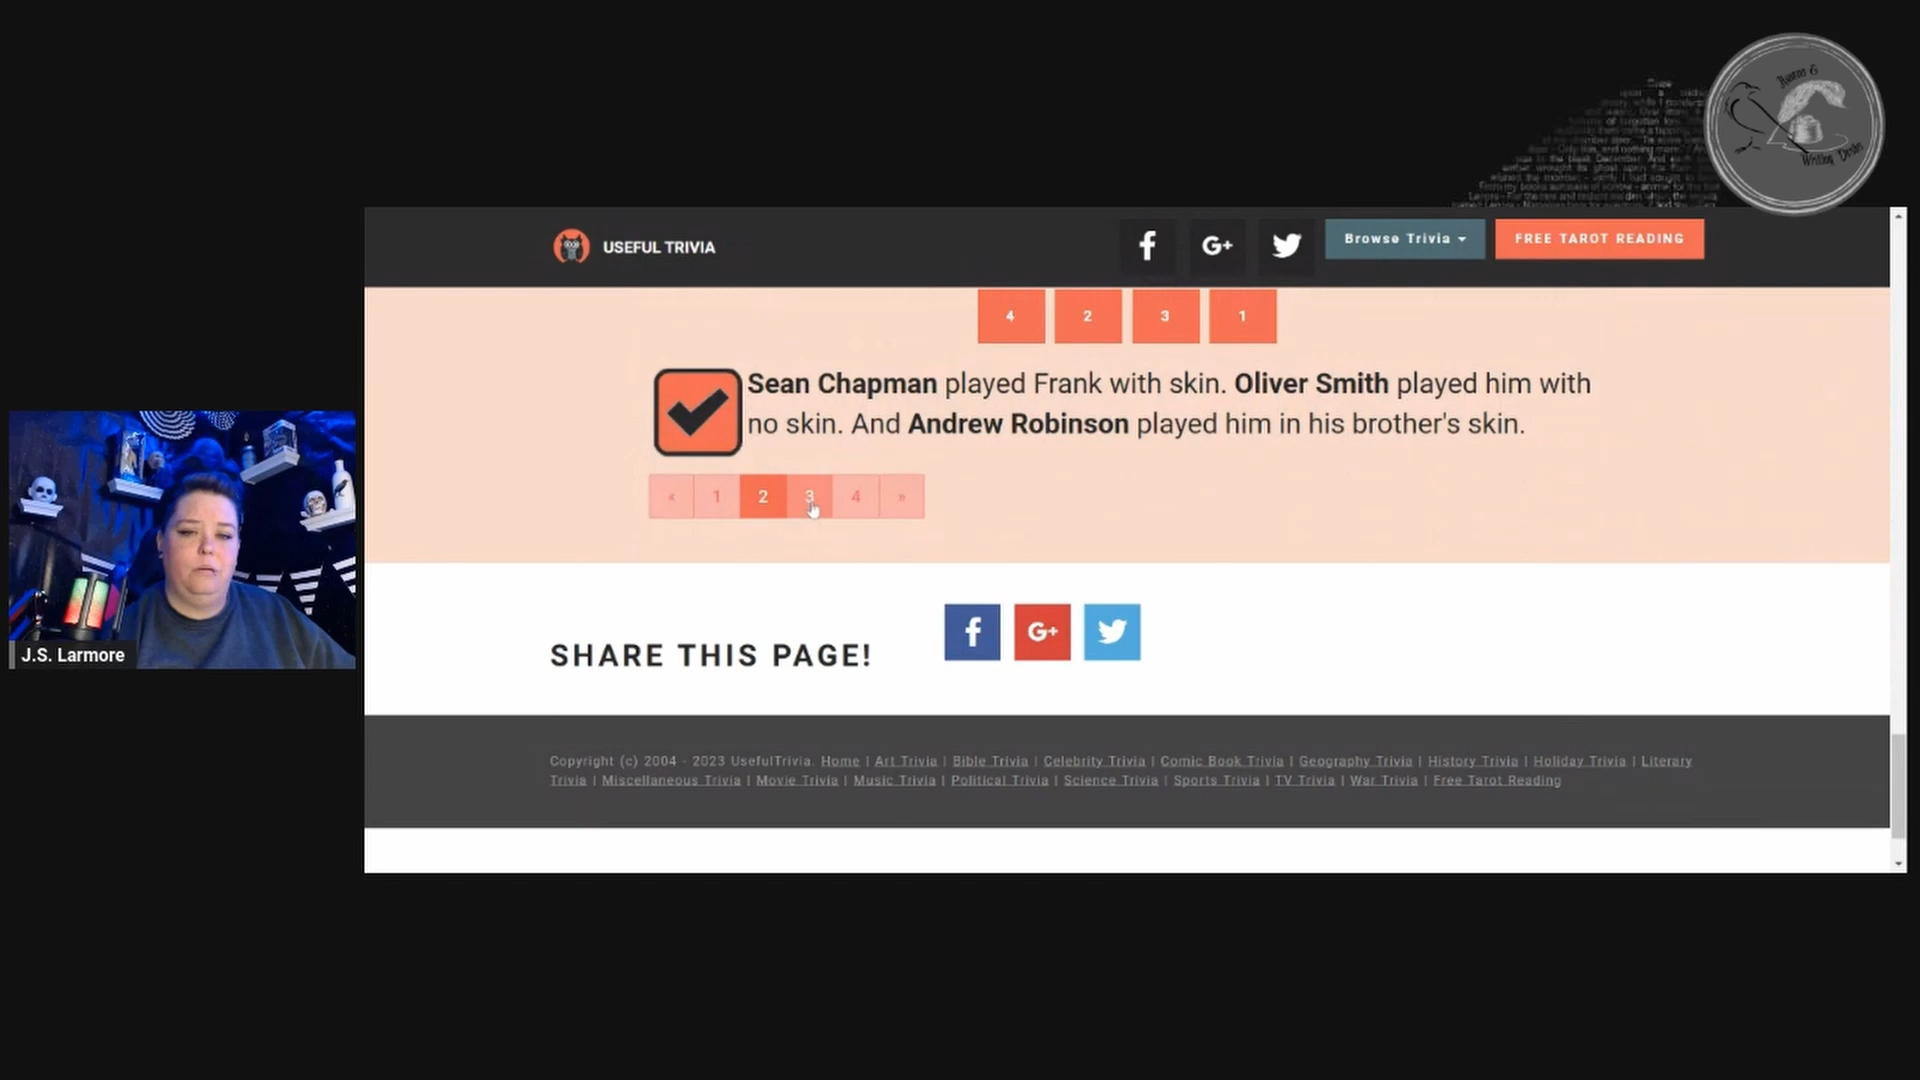 Ravens &
Writing Desks
USEFUL TRIVIA
f
G+
Browse Trivia
FREE TAROT READING
4 2 3 1
Sean Chapman played Frank with skin. Oliver Smith played him with
no skin. And Andrew Robinson played him in his brother's skin.
« 1 2 3 4 »
J.S. Larmore
SHARE THIS PAGE!
f
G+
Copyright (c) 2004 - 2023 UsefulTrivia. Home | Art Trivia | Bible Trivia | Celebrity Trivia | Comic Book Trivia | Geography Trivia | History Trivia | Holiday Trivia | Literary
Trivia | Miscellaneous Trivia | Movie Trivia | Music Trivia | Political Trivia | Science Trivia | Sports Trivia | TV Trivia | War Trivia | Free Tarot Reading